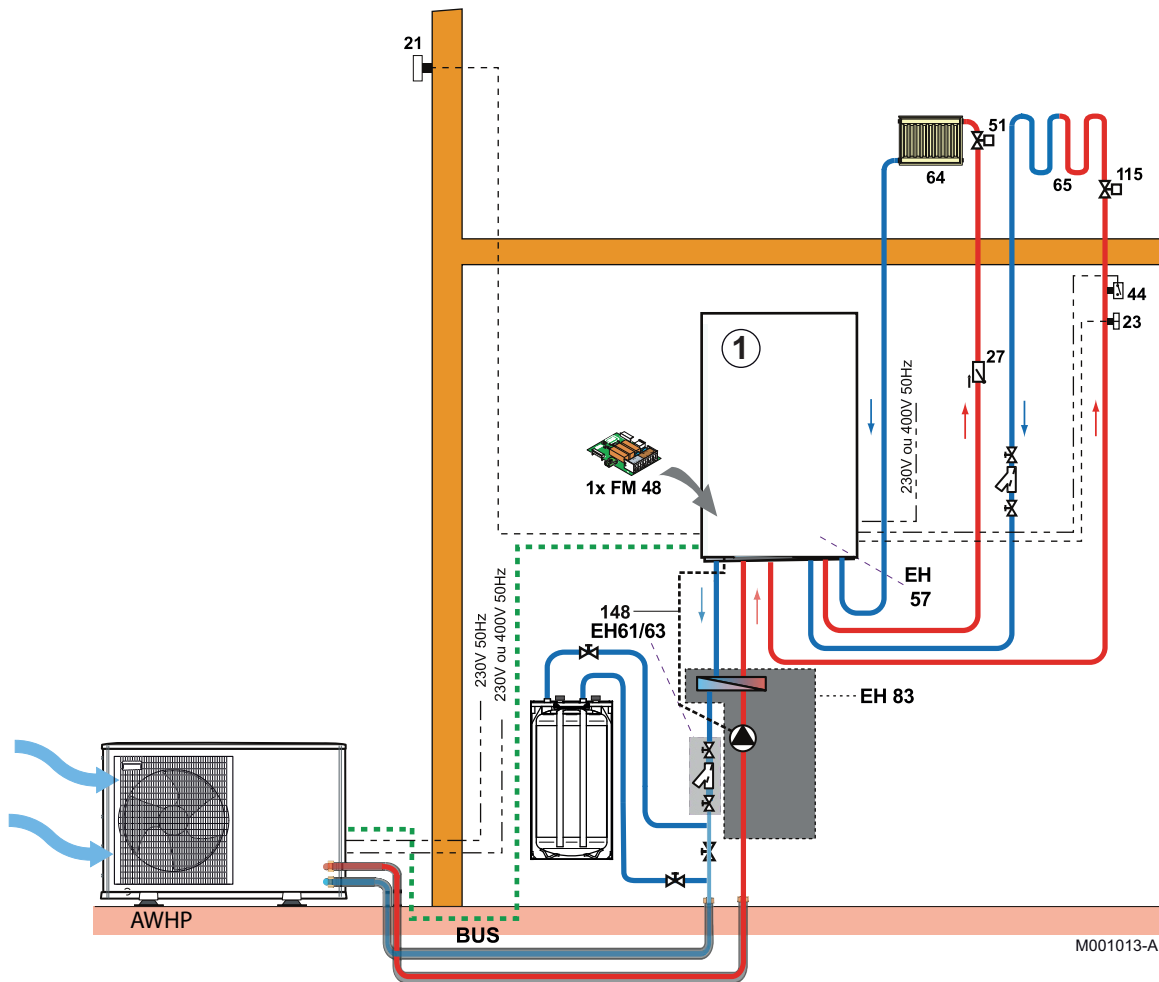 21
51
64
65
115
44
23
1
27
230V ou 400V 50Hz
1x FM 48
EH
57
148
EH61/63
230V 50Hz
230V ou 400V 50Hz
EH 83
AWHP
BUS
M001013-A